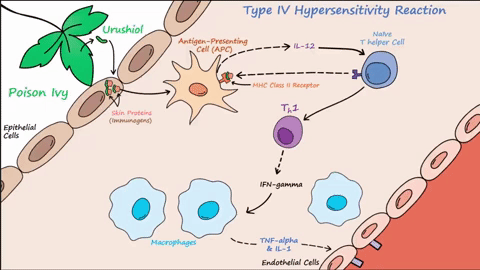 Type IV Hypersensitivity Reaction
Urushiol
Poison Ivy
Antigen-Presenting
Cell (APC)
IL-12
Naïve
T helper Cell
MHC Class II Receptor
Skin Proteins
(Immunogens)
Epithelial
Cells
Th1
IFN-gamma
Macrophages
TNF-alpha
& IL-1
Endothelial Cells